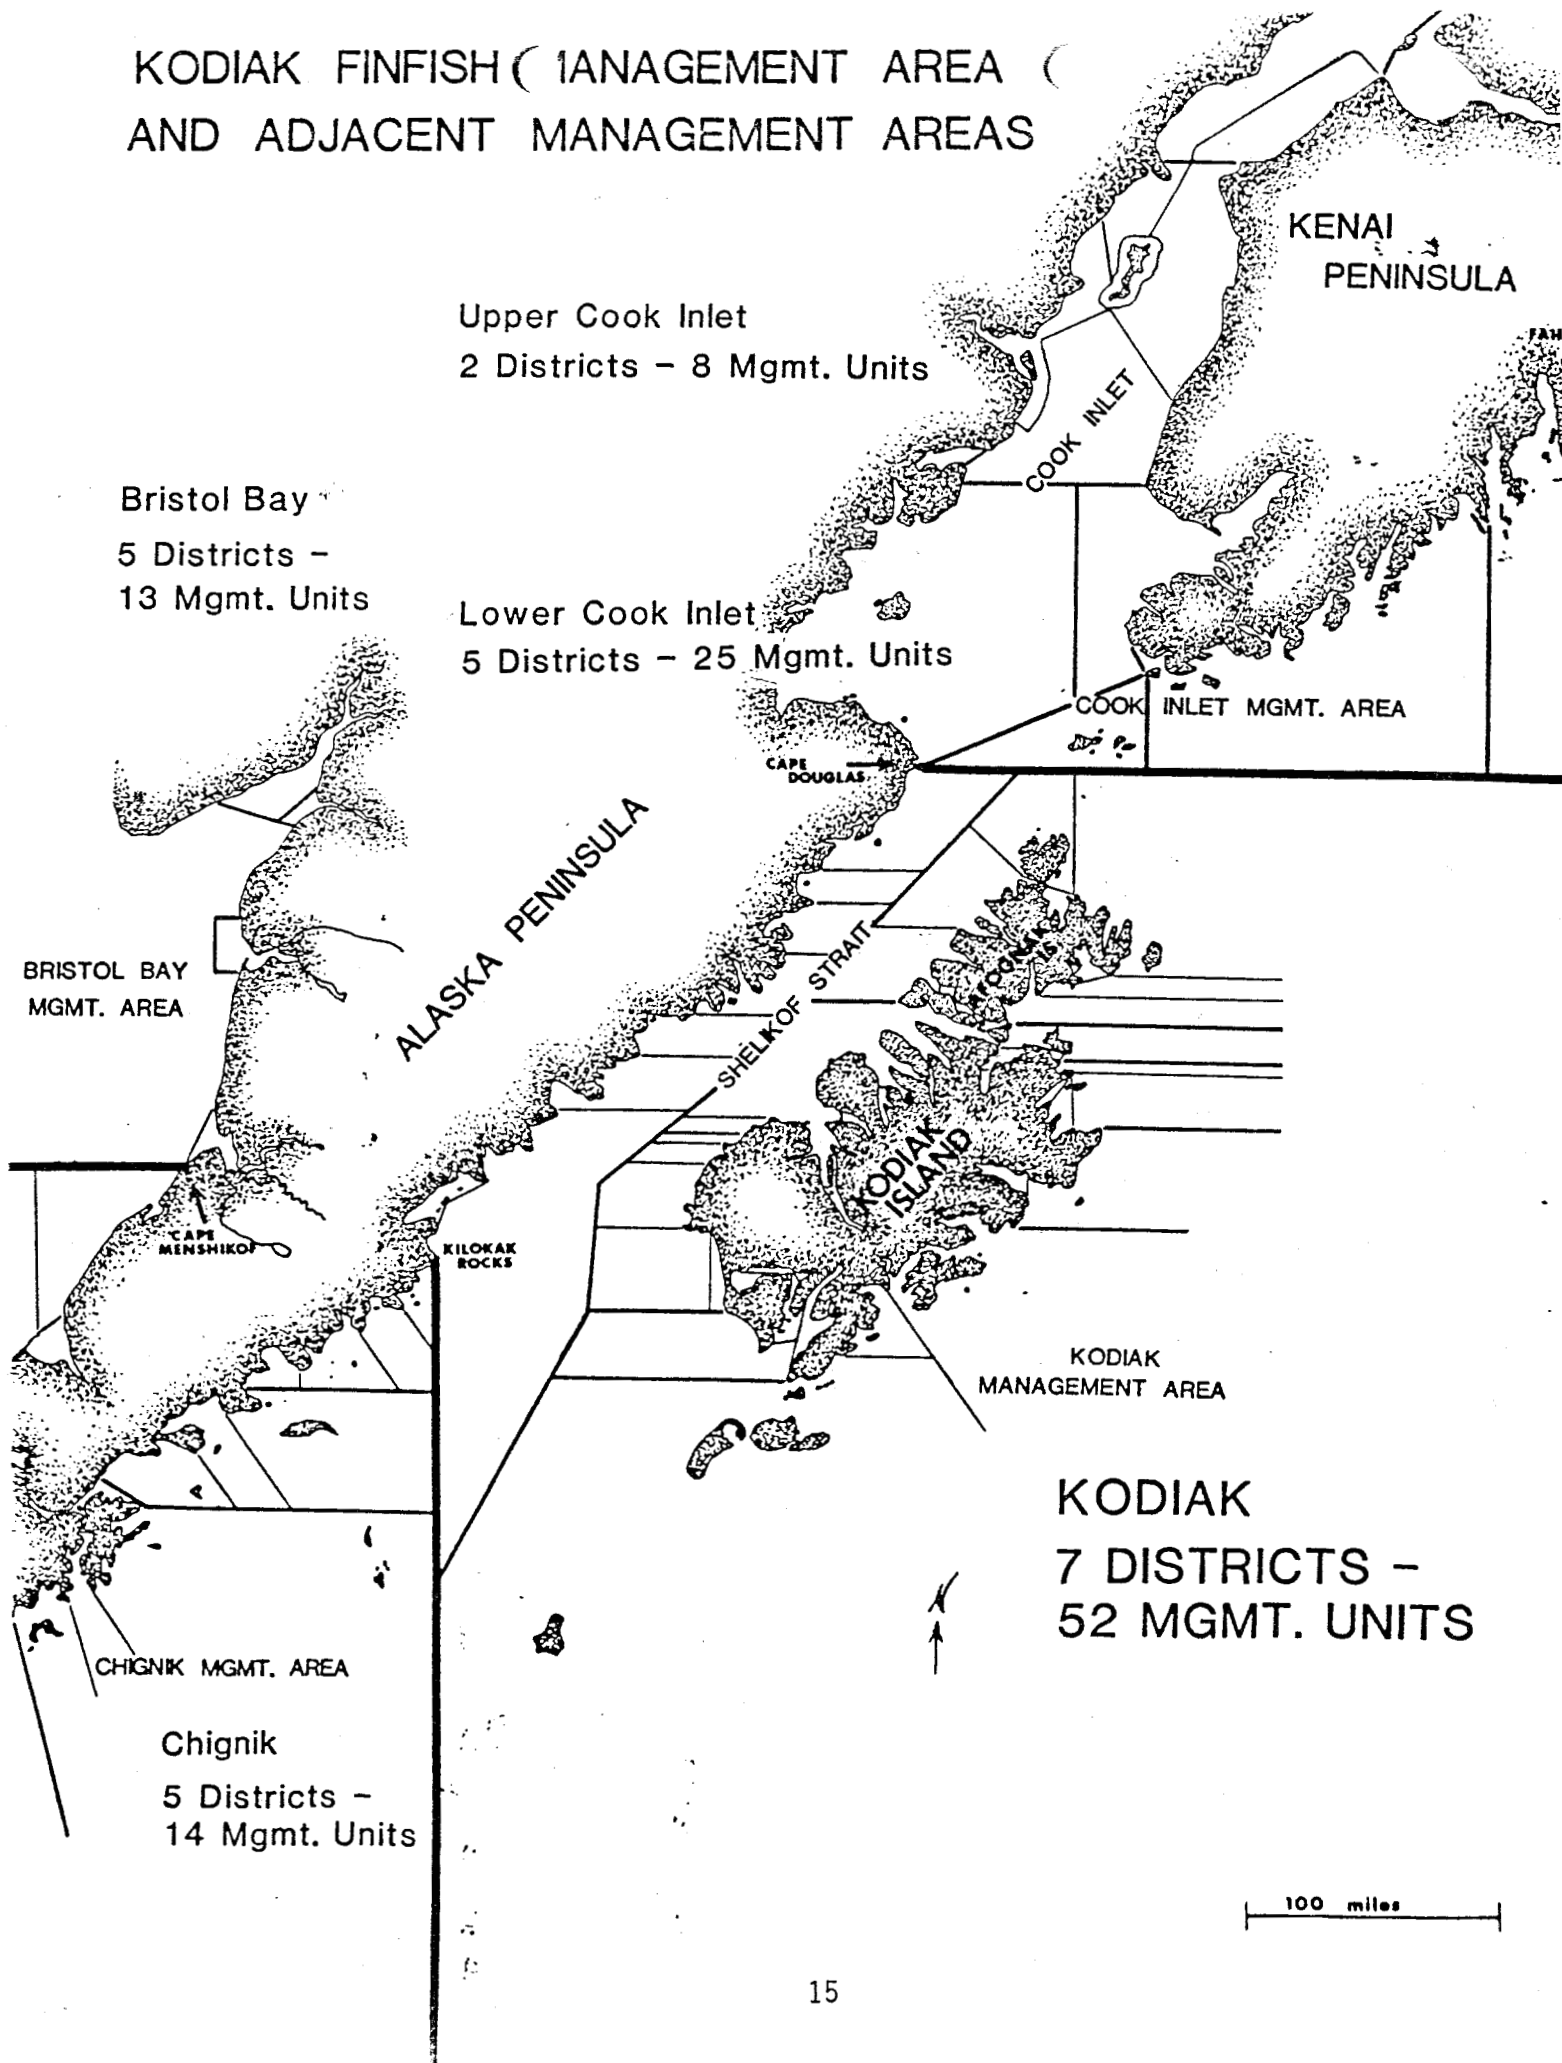 KODIAK FINFISH ANAGEMENT AREA
AND ADJACENT MANAGEMENT AREAS
KENAI
PENINSULA
Upper Cook Inlet
2 Districts – 8 Mgmt. Units
FAH
COOK INLET
Bristol Bay
5 Districts –
13 Mgmt. Units
Lower Cook Inlet
5 Districts – 25 Mgmt. Units
COOK INLET MGMT. AREA
CAPE
DOUGLAS
ALASKA PENINSULA
SHELIKOF STRAIT
BRISTOL BAY
MGMT. AREA
KODIAK
ISLAND
CAPE
MENSHIKOF
KILOKAK
ROCKS
KODIAK
MANAGEMENT AREA
KODIAK
7 DISTRICTS –
52 MGMT. UNITS
CHIGNIK MGMT. AREA
Chignik
5 Districts –
14 Mgmt. Units
100 miles
15